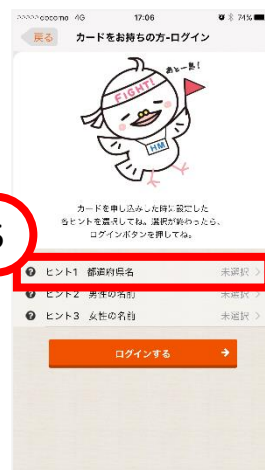 docomo 4G 17:06 74%
戻る カードをお持ちの方-ログイン
あと一歩!
FIGHT!
HM
カードを申し込みした時に設定した
各ヒントを選択してね。選択が終わったら、
ログインボタンを押してね。
ヒント1 都道府県名 未選択 >
ヒント2 男性の名前 未選択 >
ヒント3 女性の名前 未選択 >
ログインする →